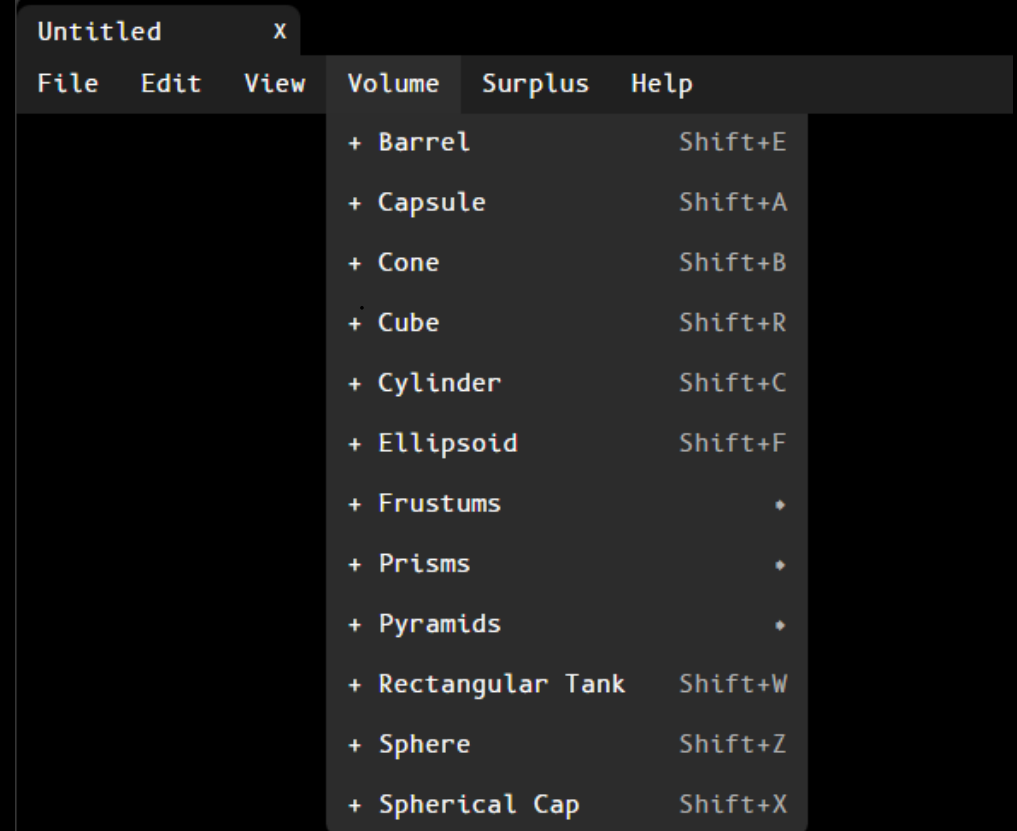 Untitled x
File Edit View Volume Surplus Help
+ Barrel Shift+E
+ Capsule Shift+A
+ Cone Shift+B
+ Cube Shift+R
+ Cylinder Shift+C
+ Ellipsoid Shift+F
+ Frustums
+ Prisms
+ Pyramids
+ Rectangular Tank Shift+W
+ Sphere Shift+Z
+ Spherical Cap Shift+X